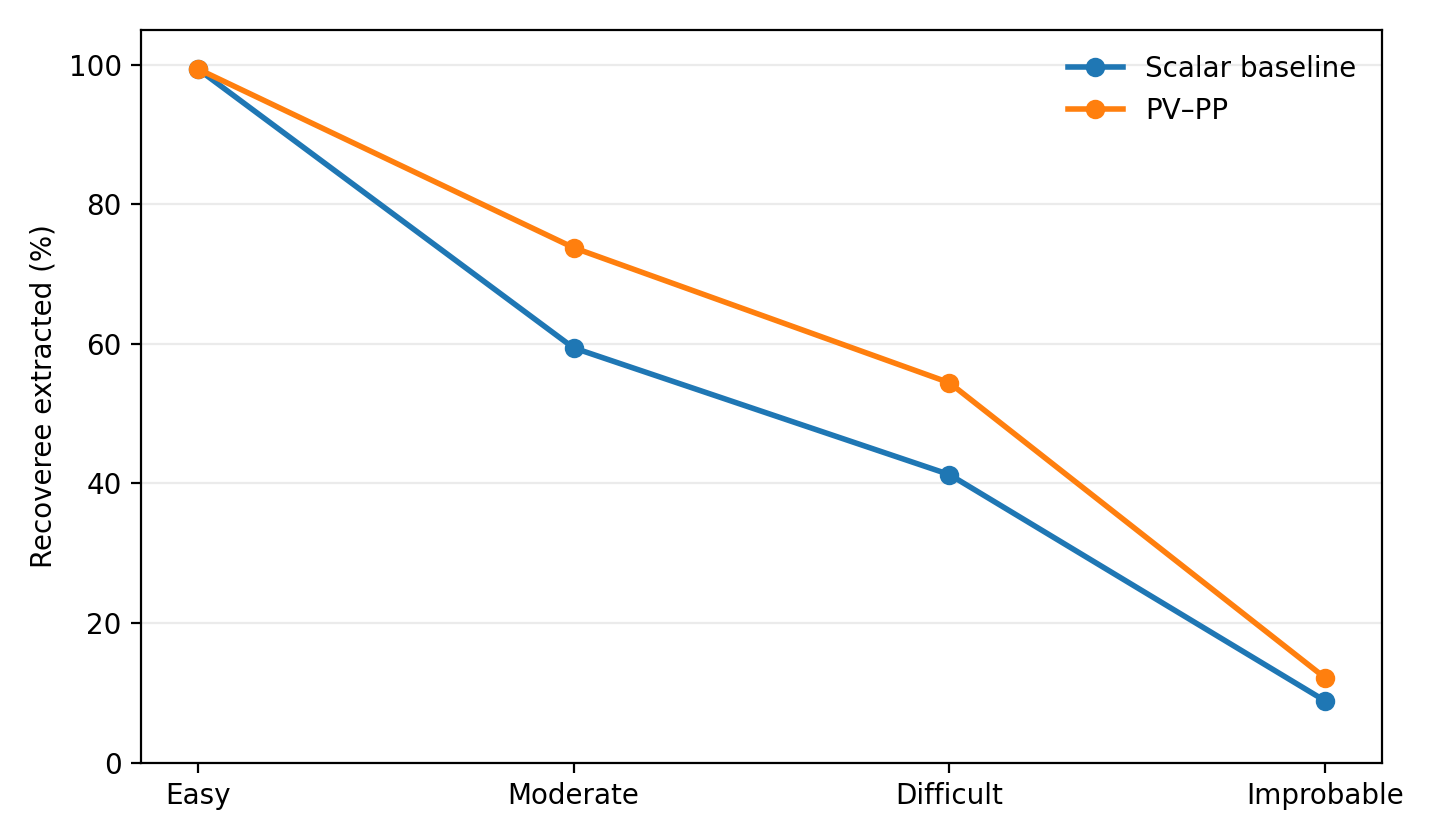 Scalar baseline
PV–PP
Recoveree extracted (%)
100
80
60
40
20
0
Easy Moderate Difficult Improbable